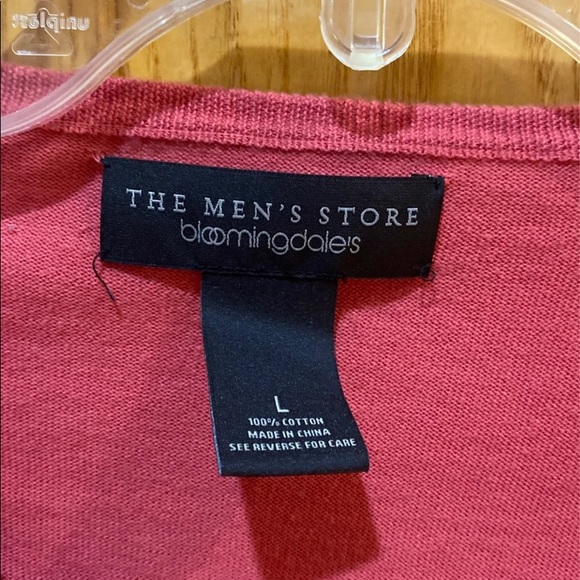 THE MEN'S STORE
bloomingdale's
L
100% COTTON
MADE IN CHINA
SEE REVERSE FOR CARE